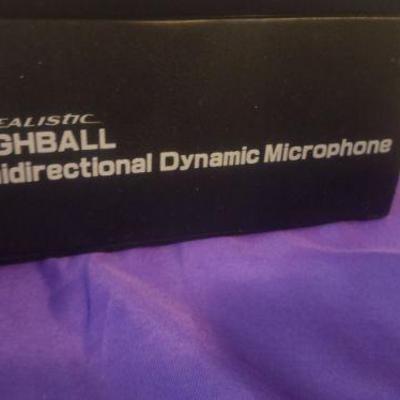 EALISTIC
GHBALL
idirectional Dynamic Microphone